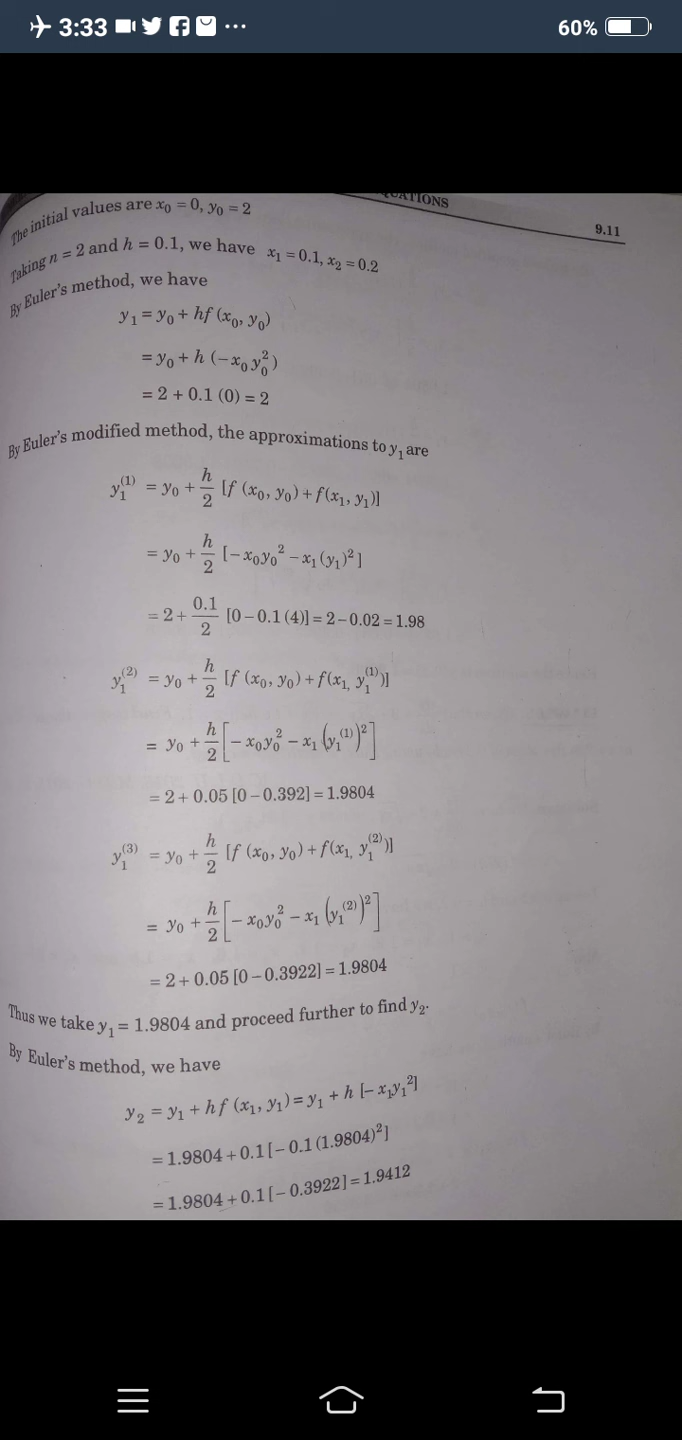 3:33
60%
QUATIONS
9.11
The initial values are x₀ = 0, y₀ = 2
Taking n = 2 and h = 0.1, we have x₁ = 0.1, x₂ = 0.2
By Euler's method, we have
y₁ = y₀ + hf (x₀, y₀)
= y₀ + h (−x₀ y₀²)
= 2 + 0.1 (0) = 2
By Euler's modified method, the approximations to y₁ are
y₁⁽¹⁾ = y₀ + h/2 [f (x₀, y₀) + f(x₁, y₁)]
= y₀ + h/2 [−x₀y₀² − x₁(y₁)²]
= 2 + 0.1/2 [0 − 0.1 (4)] = 2 − 0.02 = 1.98
y₁⁽²⁾ = y₀ + h/2 [f (x₀, y₀) + f(x₁, y₁⁽¹⁾)]
= y₀ + h/2 [− x₀y₀² − x₁ (y₁⁽¹⁾)²]
= 2 + 0.05 [0 − 0.392] = 1.9804
y₁⁽³⁾ = y₀ + h/2 [f (x₀, y₀) + f(x₁, y₁⁽²⁾)]
= y₀ + h/2 [− x₀y₀² − x₁ (y₁⁽²⁾)²]
= 2 + 0.05 [0 − 0.3922] = 1.9804
Thus we take y₁ = 1.9804 and proceed further to find y₂.
By Euler's method, we have
y₂ = y₁ + hf (x₁, y₁) = y₁ + h [− x₁y₁²]
= 1.9804 + 0.1 [− 0.1 (1.9804)²]
= 1.9804 + 0.1 [− 0.3922] = 1.9412